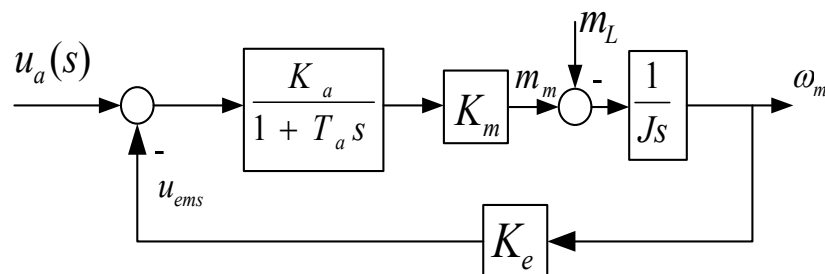 u_a(s)
K_a
1 + T_a s
K_m
m_m
m_L
-
1
Js
ω_m
-
u_ems
K_e